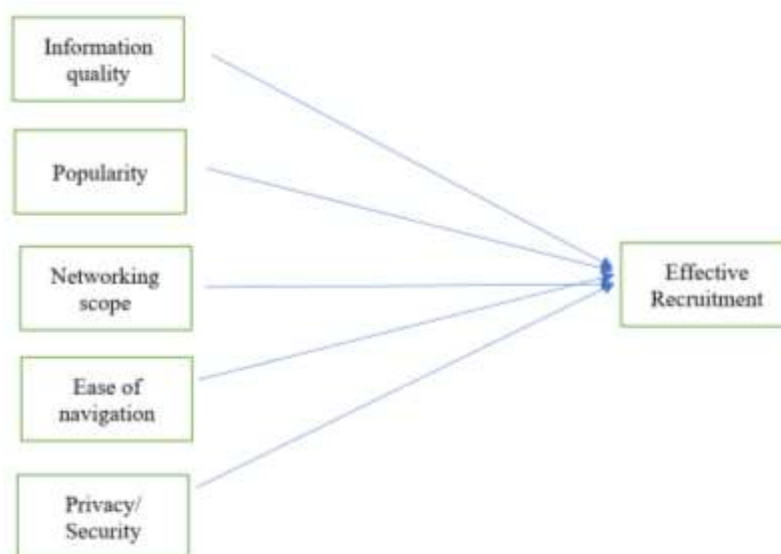 Information
quality
Popularity
Networking
scope
Effective
Recruitment
Ease of
navigation
Privacy/
Security